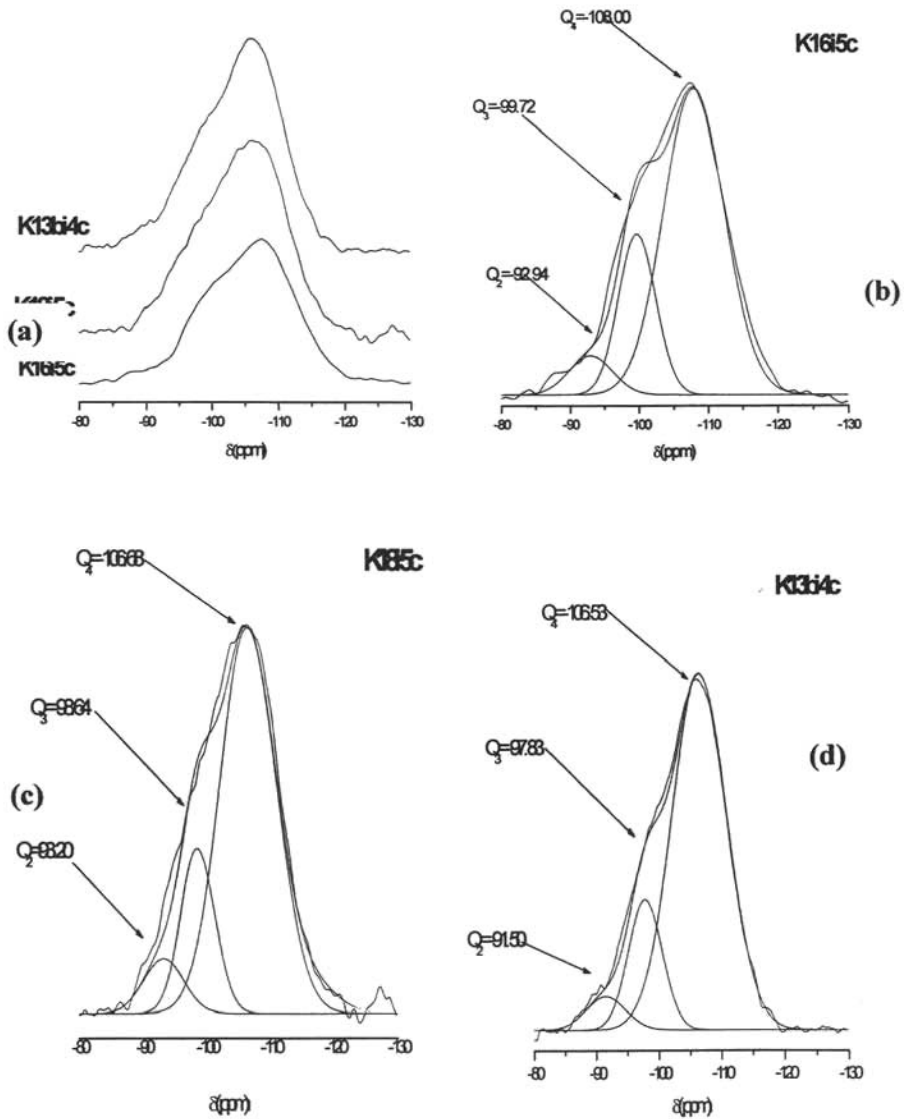 K13bi4c
(a)
K16i5c
-80 -90 -100 -110 -120 -130
δ(ppm)
Q4=-108.00
K16i5c
Q3=-99.72
Q2=-92.94
(b)
-80 -90 -100 -110 -120 -130
δ(ppm)
Q4=106.68
K18i5c
Q3=98.64
(c)
Q2=93.20
-80 -90 -100 -110 -120 -130
δ(ppm)
K13bi4c
Q4=106.53
Q3=97.83
(d)
Q2=91.50
-80 -90 -100 -110 -120 -130
δ(ppm)